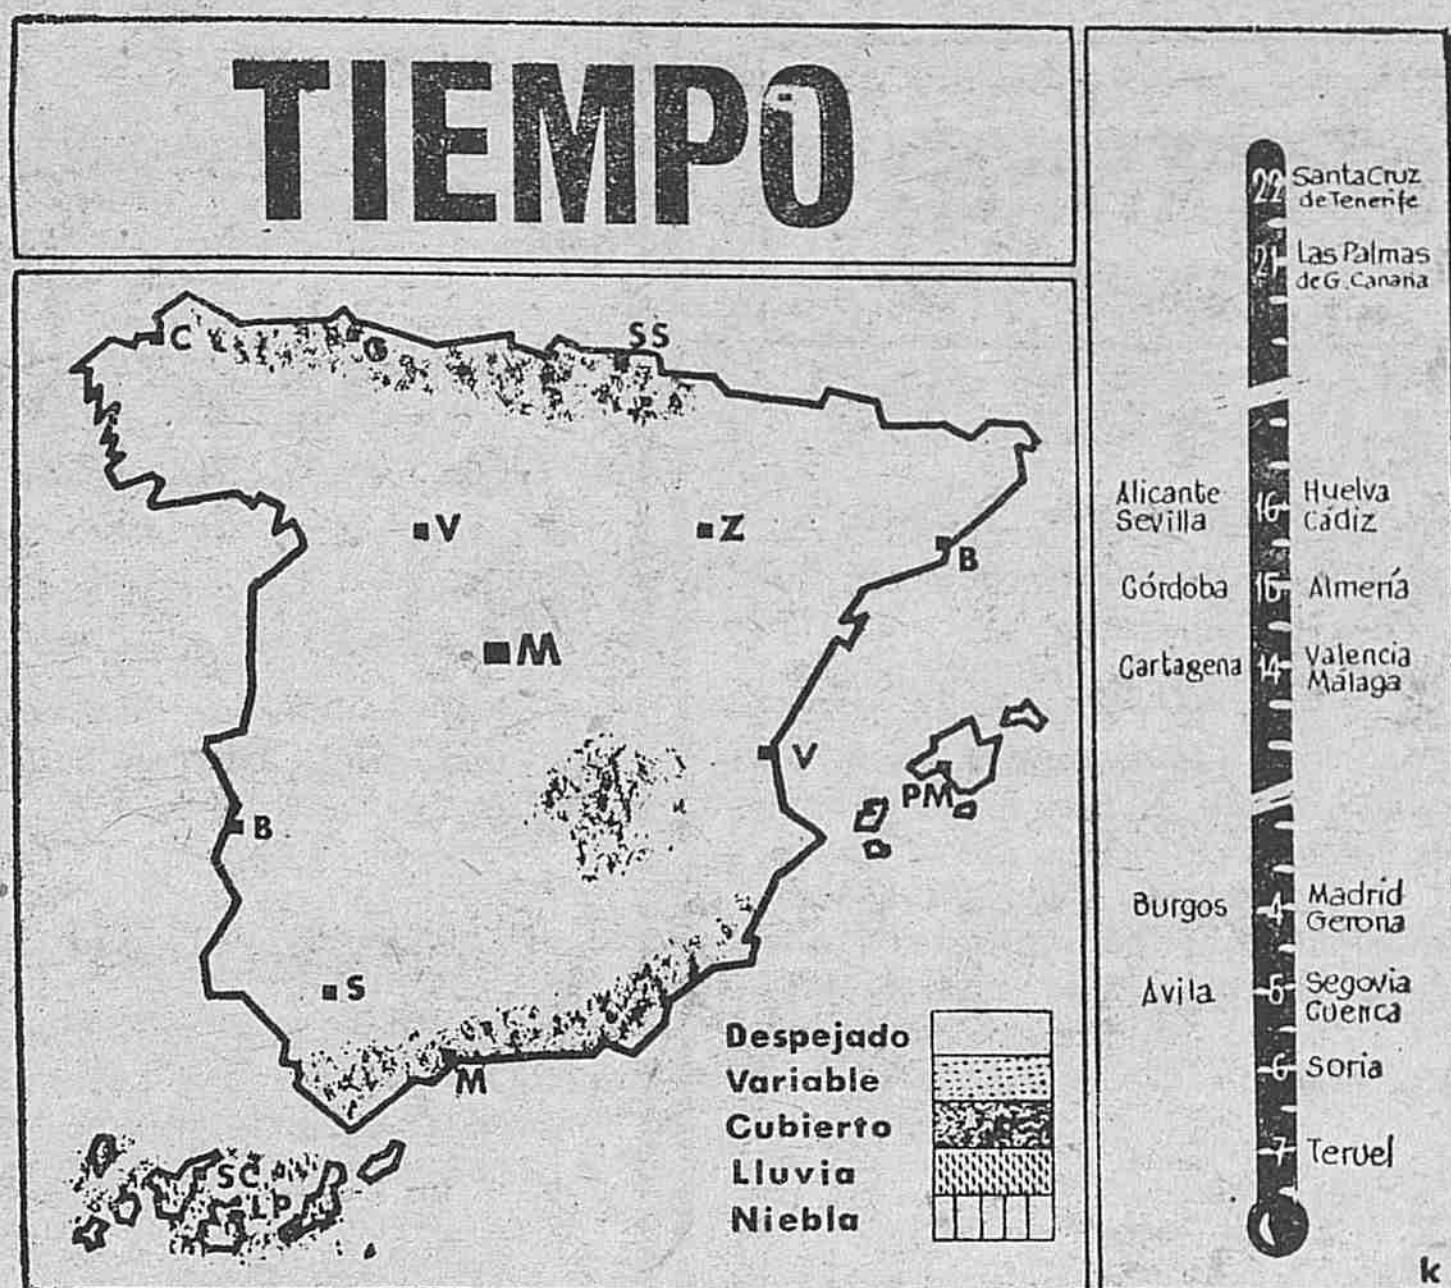 TIEMPO
C
G
SS
V
Z
B
M
V
PM
B
S
M
SC
LP
Despejado
Variable
Cubierto
Lluvia
Niebla
22 Santa Cruz
de Tenerife
21 Las Palmas
de G. Canaria
Alicante 16 Huelva
Sevilla Cádiz
Córdoba 15 Almería
Cartagena 14 Valencia
Málaga
Burgos 4 Madrid
Gerona
Avila 5 Segovia
Cuenca
6 Soria
7 Teruel
k